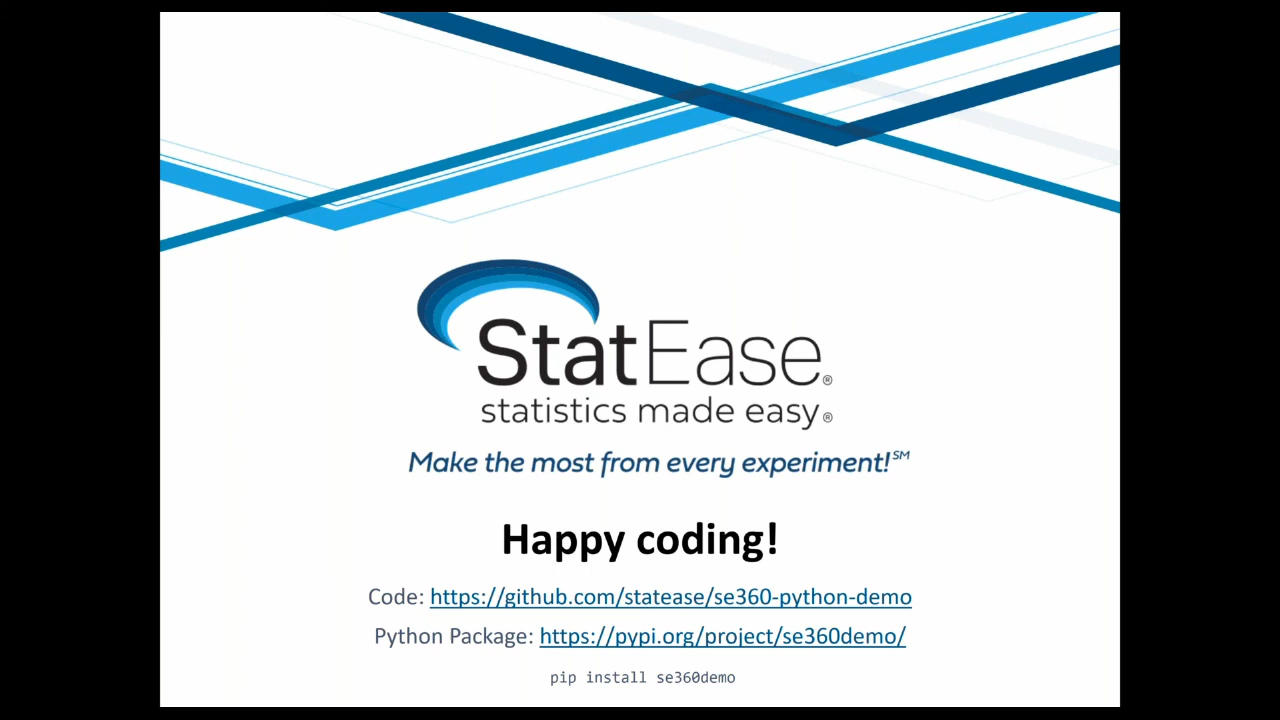 StatEase®
statistics made easy®
Make the most from every experiment!℠
Happy coding!
Code: https://github.com/statease/se360-python-demo
Python Package: https://pypi.org/project/se360demo/
pip install se360demo